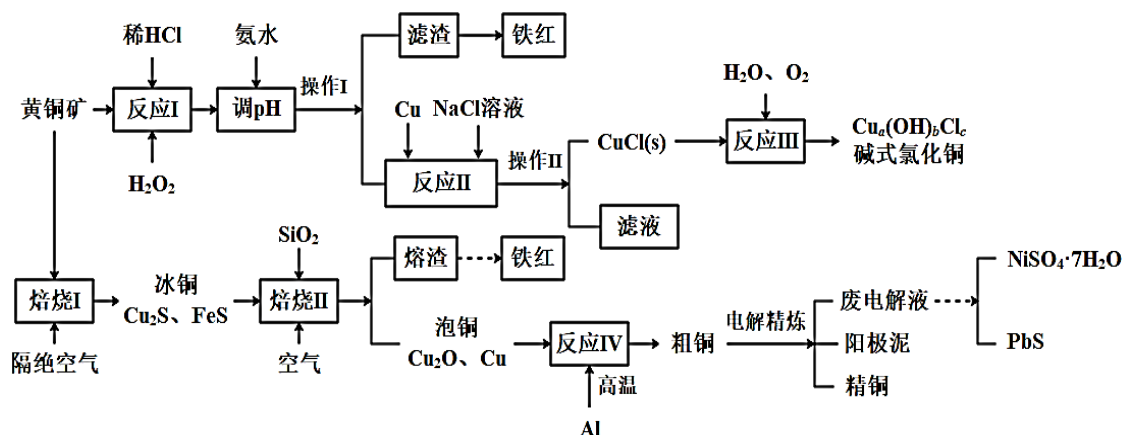 稀HCl
氨水
滤渣
铁红
操作I
H₂O、O₂
黄铜矿
反应I
调pH
Cu
NaCl溶液
CuCl(s)
反应III
Cuₐ(OH)bClc
碱式氯化铜
操作II
H₂O₂
反应II
滤液
SiO₂
熔渣
铁红
NiSO₄·7H₂O
冰铜
焙烧I
Cu₂S、FeS
焙烧II
废电解液
泡铜
电解精炼
Cu₂O、Cu
反应IV
粗铜
阳极泥
PbS
隔绝空气
空气
高温
精铜
Al